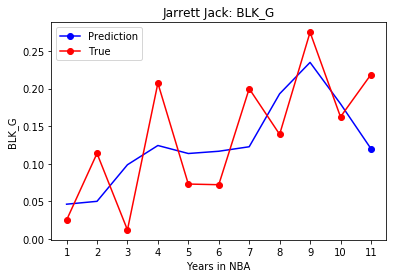 Jarrett Jack: BLK_G
Prediction
True
BLK_G
0.25
0.20
0.15
0.10
0.05
0.00
1 2 3 4 5 6 7 8 9 10 11
Years in NBA